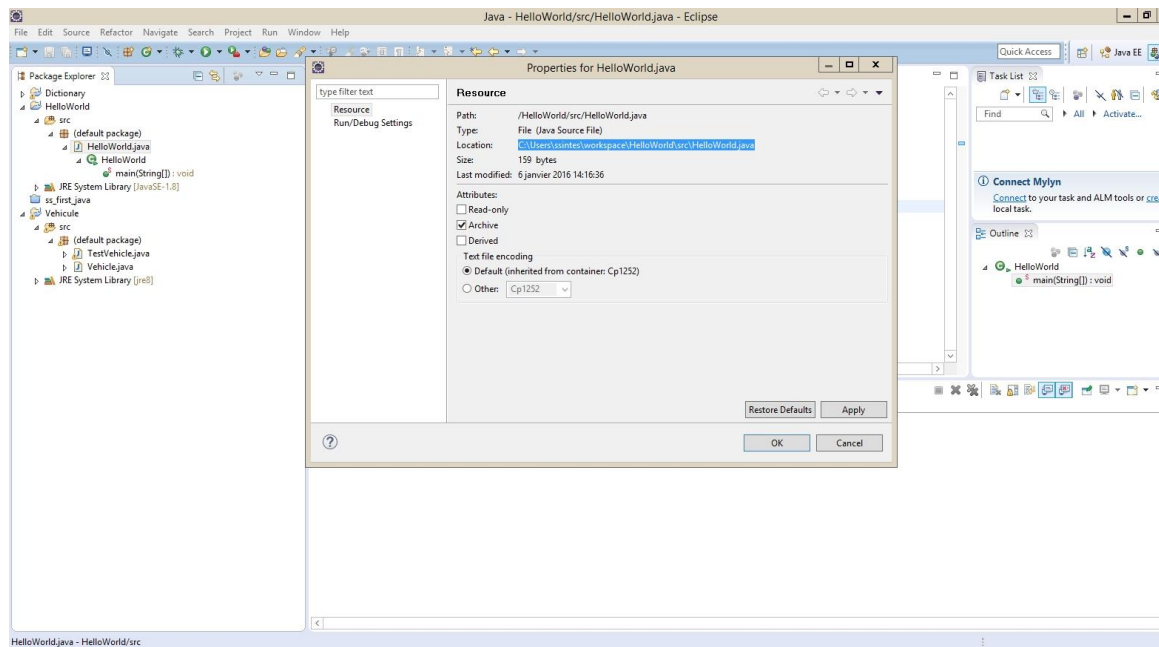 Java - HelloWorld/src/HelloWorld.java - Eclipse
File Edit Source Refactor Navigate Search Project Run Window Help
Quick Access
Java EE
Package Explorer
Dictionary
HelloWorld
src
(default package)
HelloWorld.java
HelloWorld
main(String[]) : void
JRE System Library [JavaSE-1.8]
ss_first_java
Vehicule
src
(default package)
TestVehicle.java
Vehicle.java
JRE System Library [jre8]
Properties for HelloWorld.java
type filter text
Resource
Run/Debug Settings
Resource
Path: /HelloWorld/src/HelloWorld.java
Type: File (Java Source File)
Location: C:\Users\ssintes\workspace\HelloWorld\src\HelloWorld.java
Size: 159 bytes
Last modified: 6 janvier 2016 14:16:36
Attributes:
Read-only
Archive
Derived
Text file encoding
Default (inherited from container: Cp1252)
Other: Cp1252
Restore Defaults Apply
OK Cancel
Task List
Find All Activate...
Connect Mylyn
Connect to your task and ALM tools or cre
local task.
Outline
HelloWorld
main(String[]) : void
HelloWorld.java - HelloWorld/src